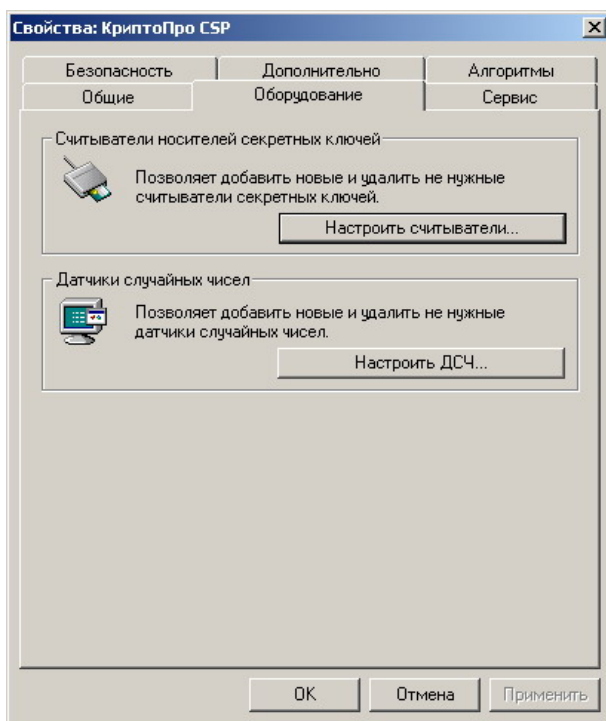 Свойства: КриптоПро CSP
Безопасность Дополнительно Алгоритмы
Общие Оборудование Сервис
Считыватели носителей секретных ключей
Позволяет добавить новые и удалить не нужные
считыватели секретных ключей.
Настроить считыватели...
Датчики случайных чисел
Позволяет добавить новые и удалить не нужные
датчики случайных чисел.
Настроить ДСЧ...
OK Отмена Применить